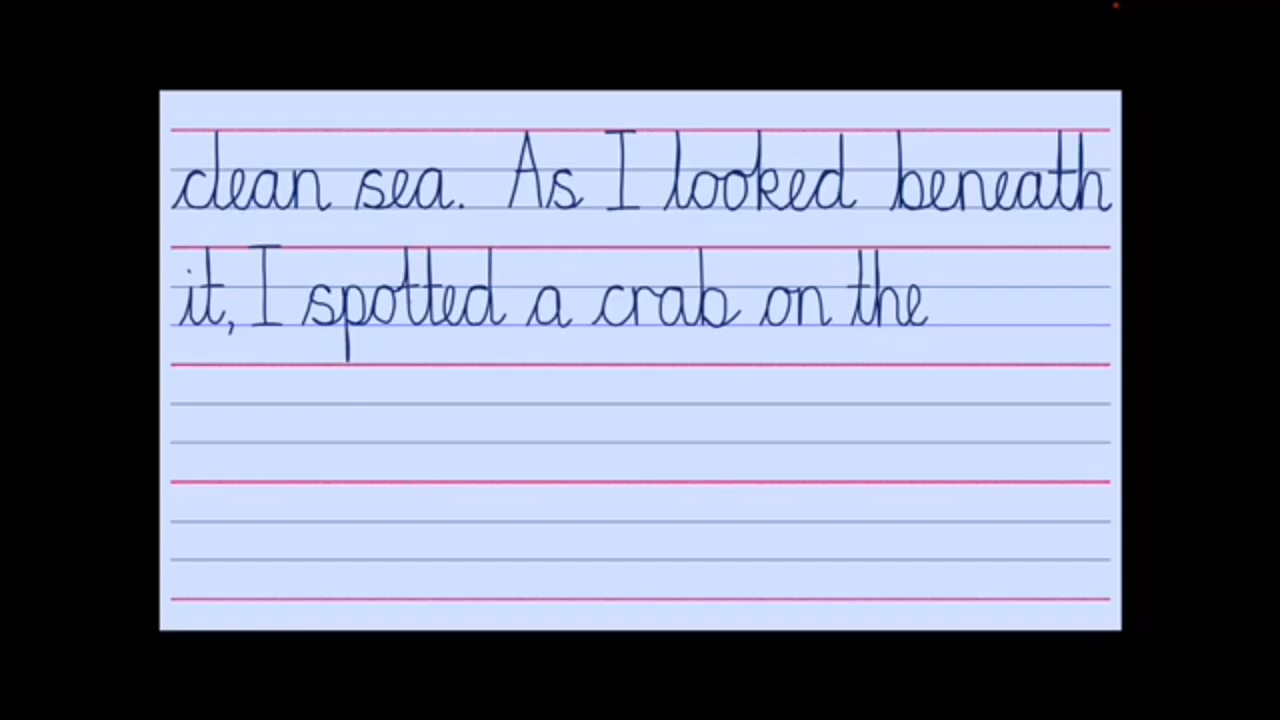 clean sea. As I looked beneath
it, I spotted a crab on the